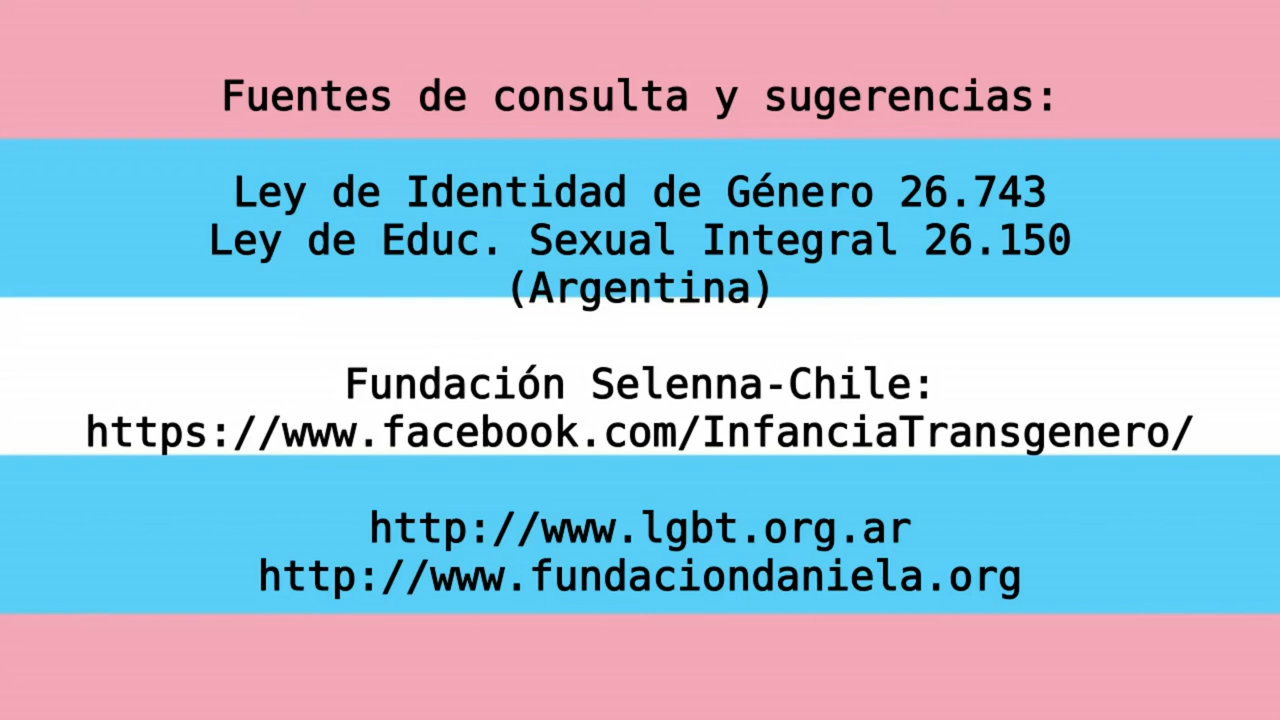 Fuentes de consulta y sugerencias:
Ley de Identidad de Género 26.743
Ley de Educ. Sexual Integral 26.150
(Argentina)
Fundación Selenna-Chile:
https://www.facebook.com/InfanciaTransgenero/
http://www.lgbt.org.ar
http://www.fundaciondaniela.org